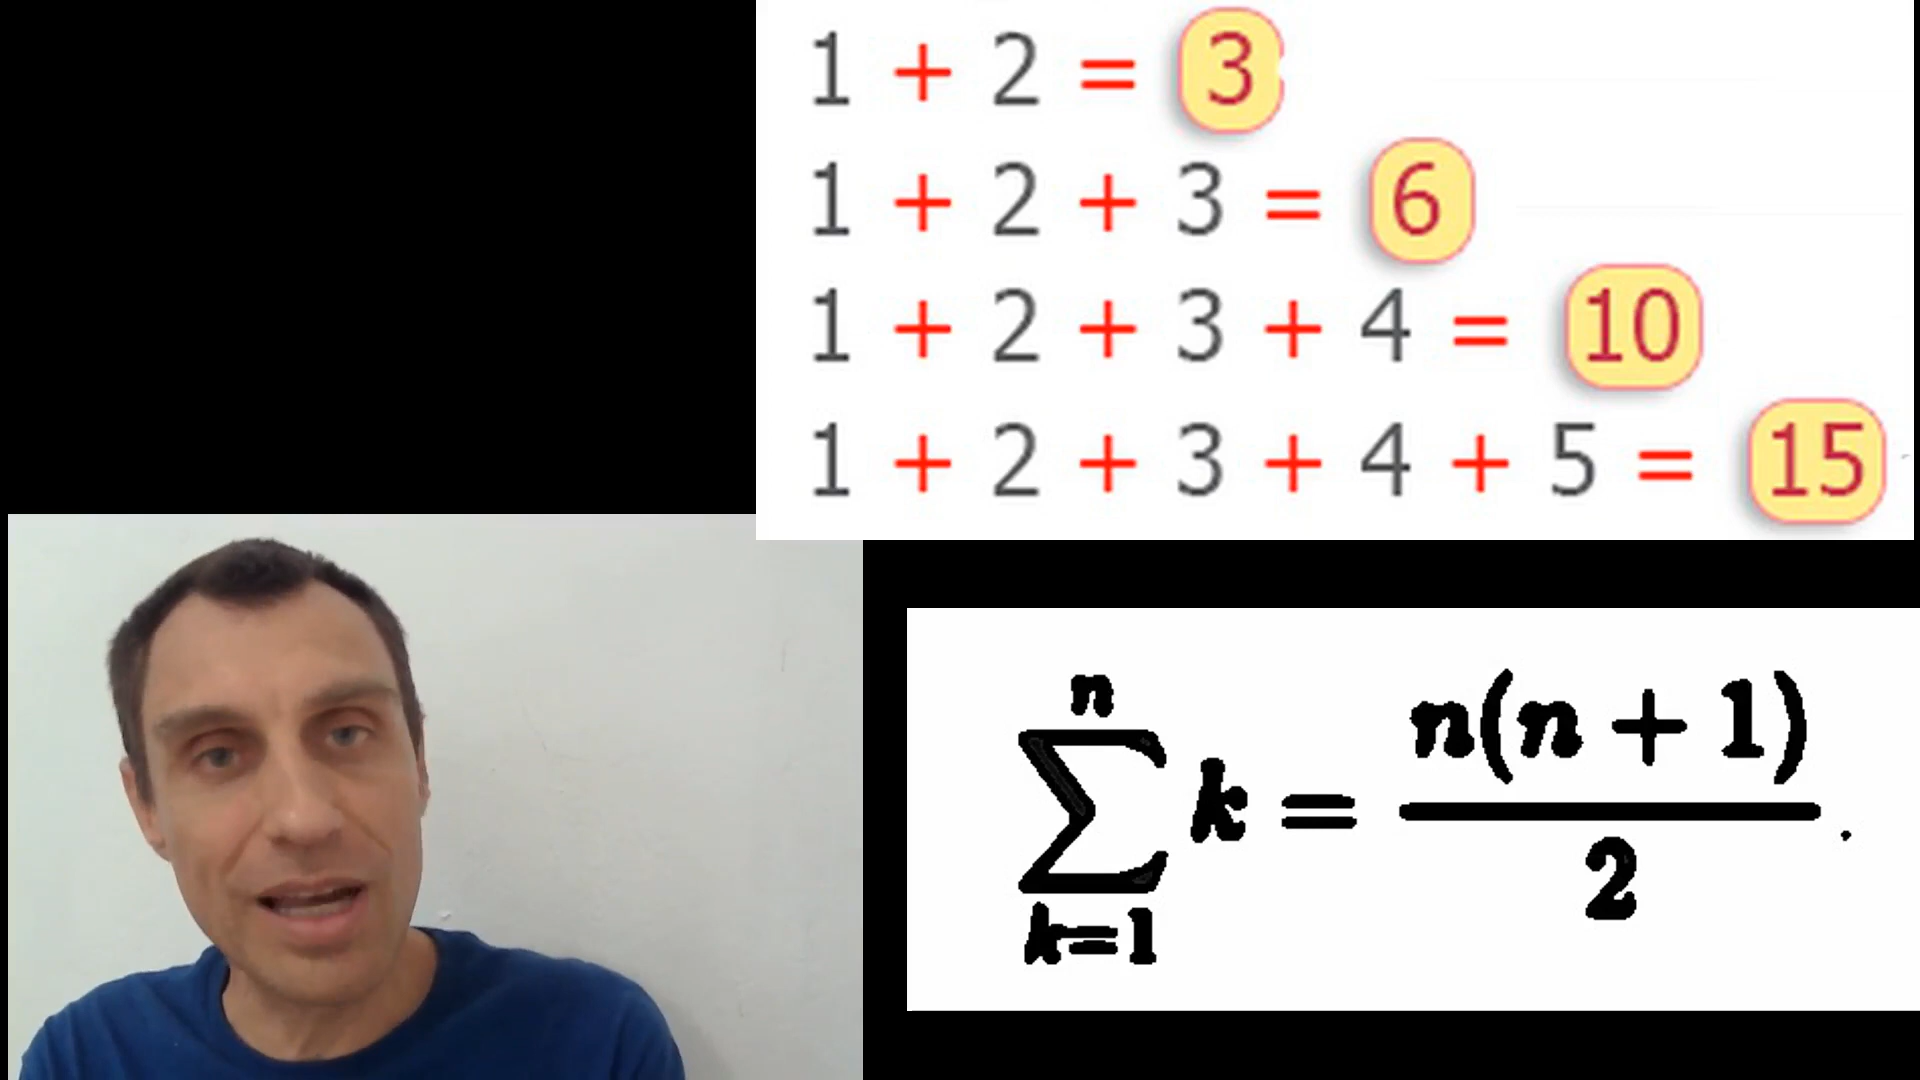 1 + 2 = 3
1 + 2 + 3 = 6
1 + 2 + 3 + 4 = 10
1 + 2 + 3 + 4 + 5 = 15
n
∑ k = n(n + 1)
k=1
2 .